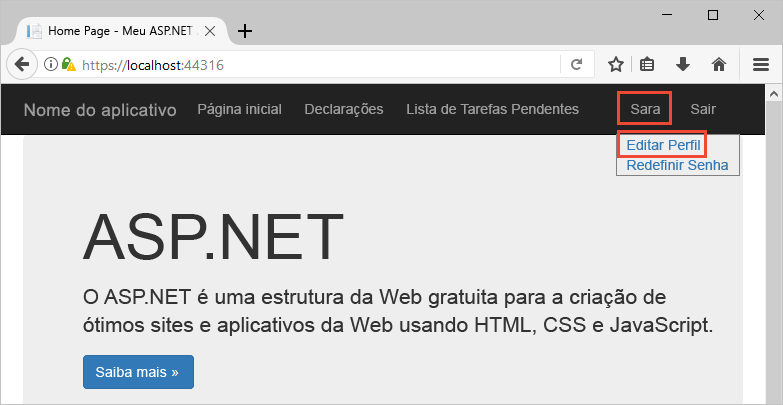 Home Page - Meu ASP.NET
https://localhost:44316
Nome do aplicativo Página inicial Declarações Lista de Tarefas Pendentes Sara Sair
Editar Perfil
Redefinir Senha
ASP.NET
O ASP.NET é uma estrutura da Web gratuita para a criação de
ótimos sites e aplicativos da Web usando HTML, CSS e JavaScript.
Saiba mais »